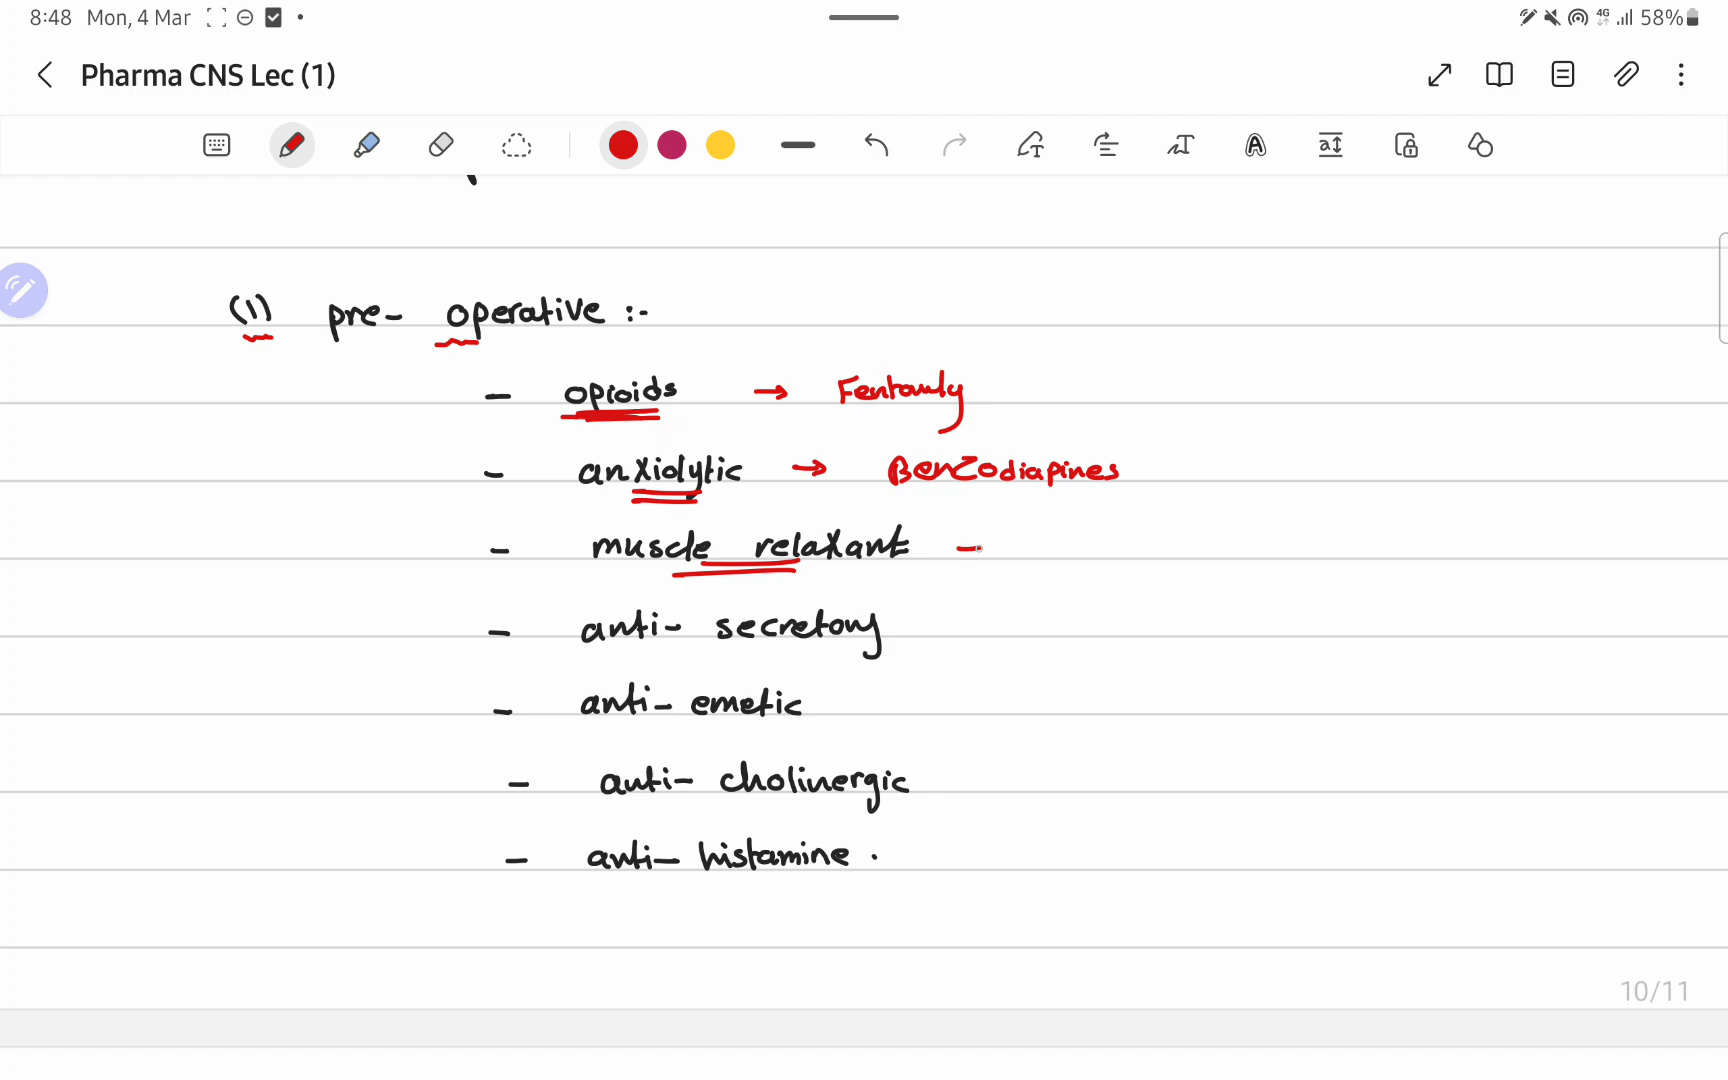 8:48 Mon, 4 Mar 4G 58%
Pharma CNS Lec (1)
(1) pre- operative :-
- opioids → Fentanly
- anxiolytic → Benzodiapines
- muscle relaxant -
- anti- secretory
- anti- emetic
- anti- cholinergic
- anti- histamine .
10/11